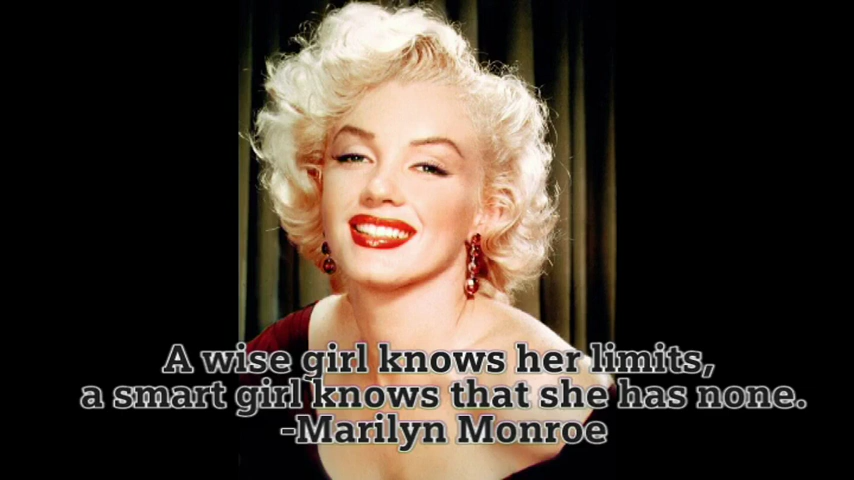 A wise girl knows her limits,
a smart girl knows that she has none.
-Marilyn Monroe